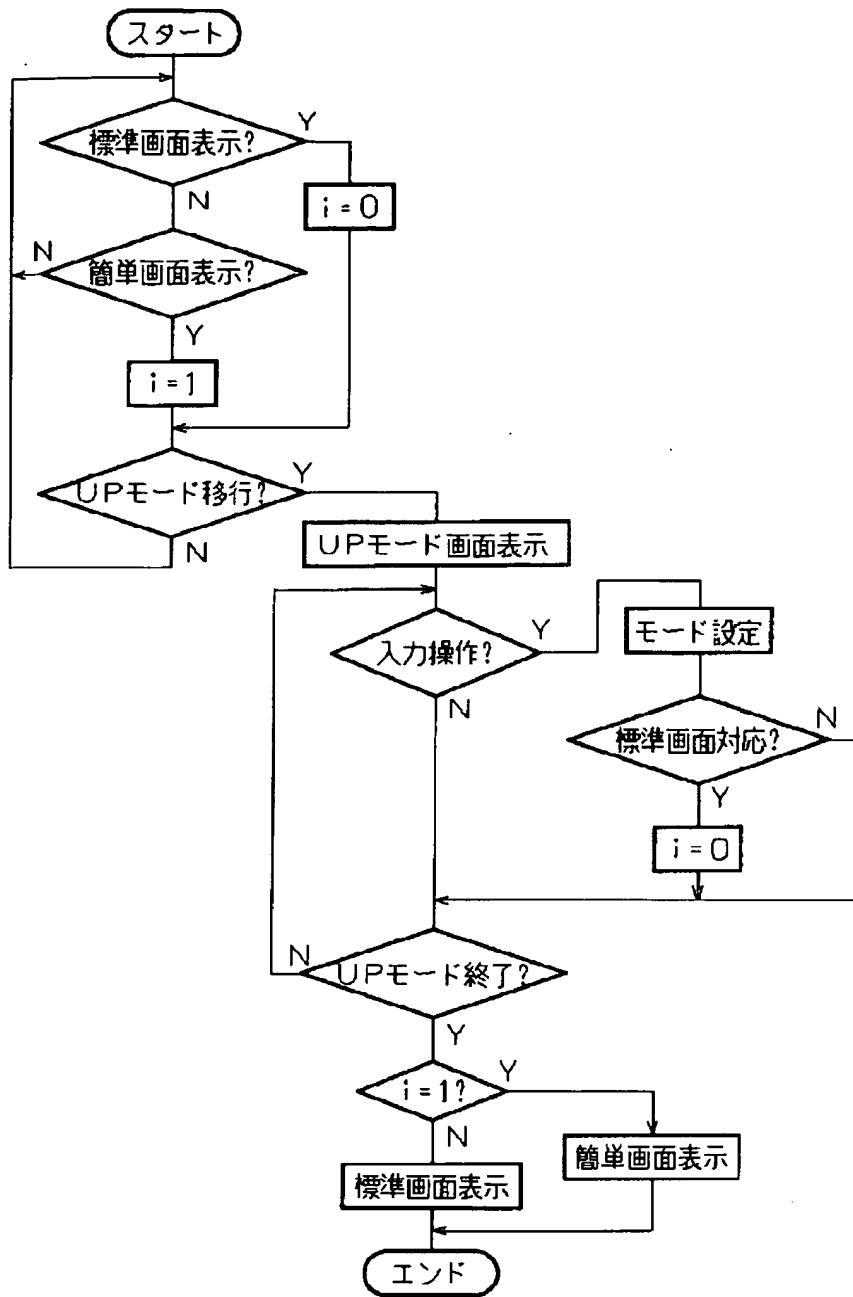 スタート
標準画面表示?
Y
i=0
N
N
簡単画面表示?
Y
i=1
UPモード移行?
Y
N
UPモード画面表示
入力操作?
Y
モード設定
N
標準画面対応?
N
Y
i=0
UPモード終了?
N
Y
i=1?
Y
N
簡単画面表示
標準画面表示
エンド